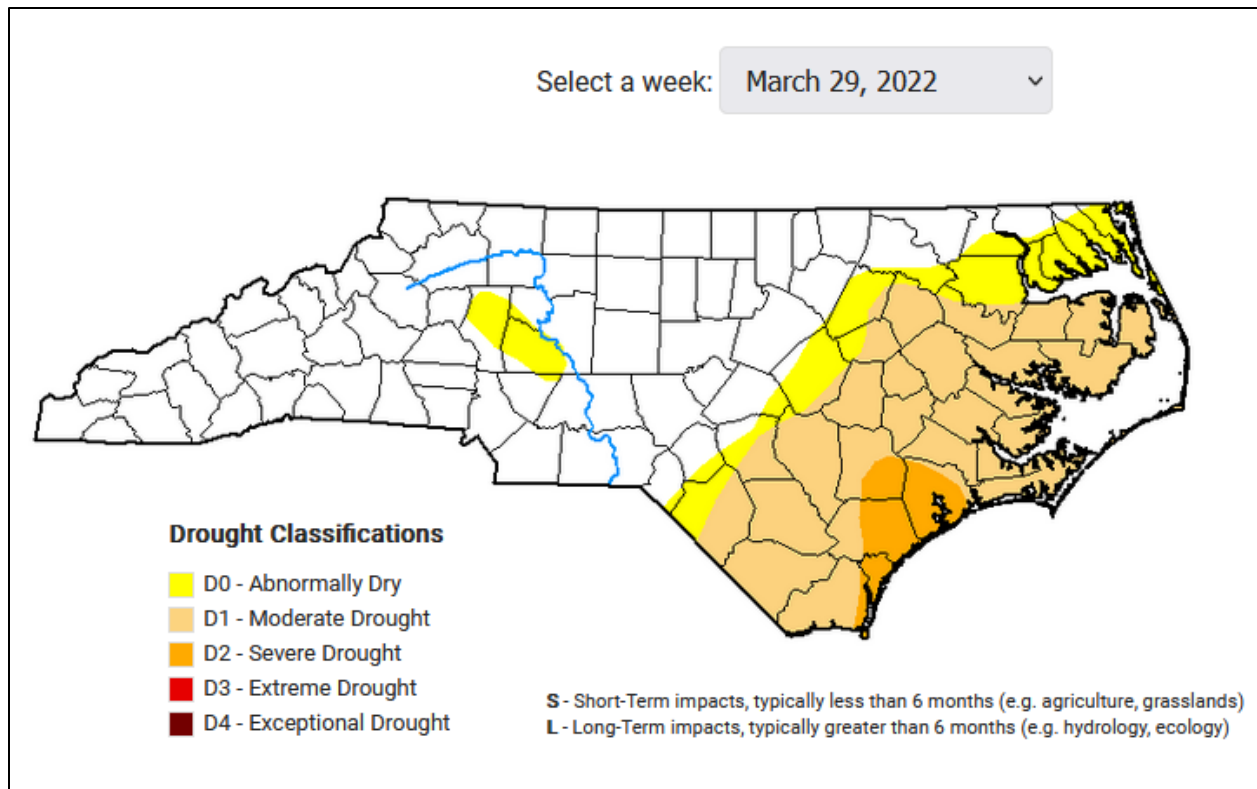 Select a week: March 29, 2022
Drought Classifications
D0 - Abnormally Dry
D1 - Moderate Drought
D2 - Severe Drought
D3 - Extreme Drought
D4 - Exceptional Drought
S - Short-Term impacts, typically less than 6 months (e.g. agriculture, grasslands)
L - Long-Term impacts, typically greater than 6 months (e.g. hydrology, ecology)